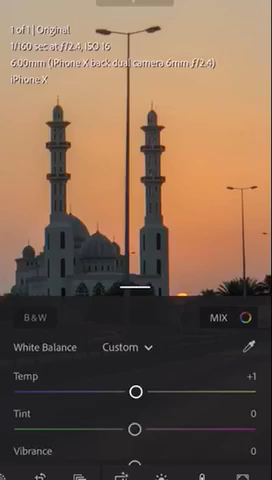 1 of 1 | Original
1/160 sec at ƒ/2.4, ISO 16
6.00mm (iPhone X back dual camera 6mm ƒ/2.4)
iPhone X
B&W
MIX
White Balance Custom
Temp +1
Tint 0
Vibrance 0